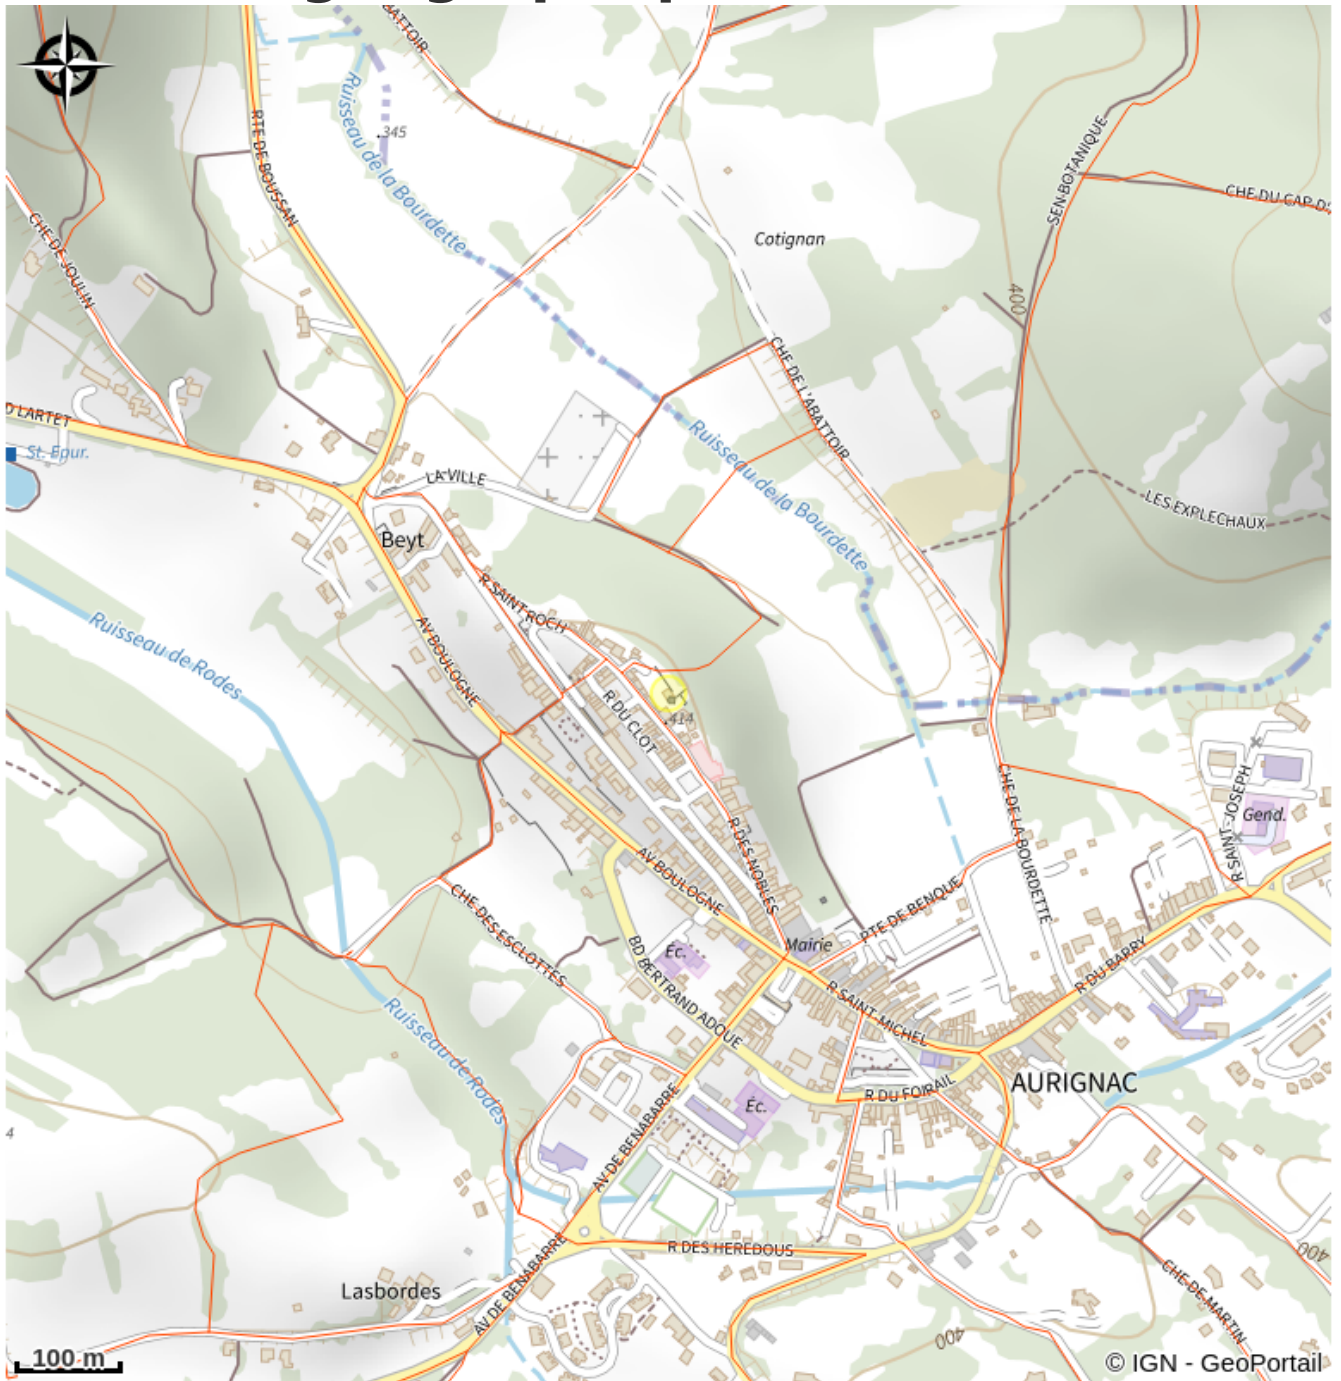 ABATTOIR
Ruisseau de la Bourdette
345
RTE DE BOUSSAN
SEN BOTANIQUE
CHE DU CAP D'
CHE DE JOULIN
Cotignan
400
CHE DE L'ABATTOIR
D LARTET
St. Epur.
LA VILLE
Ruisseau de la Bourdette
LES EXPLECHAUX
Beyt
R SAINT ROCH
Ruisseau de Rodes
AV BOULOGNE
R DU CLOT
414
CHE DE LA BOURDETTE
R SAINT-JOSEPH
Gend.
R DES NOBLES
AV BOULOGNE
CHE DES ESCLOTTES
RTE DE BENQUE
Mairie
Éc.
BD BERTRAND ADOUE
R DU BARRY
R SAINT MICHEL
Ruisseau de Rodes
AURIGNAC
R DU FOIRAIL
Éc.
4
AV DE BENABARRE
R DES HEREDOUS
400
AV DE BENABARRE
Lasbordes
CHE DE MARTIN
400
100 m
© IGN - GeoPortail